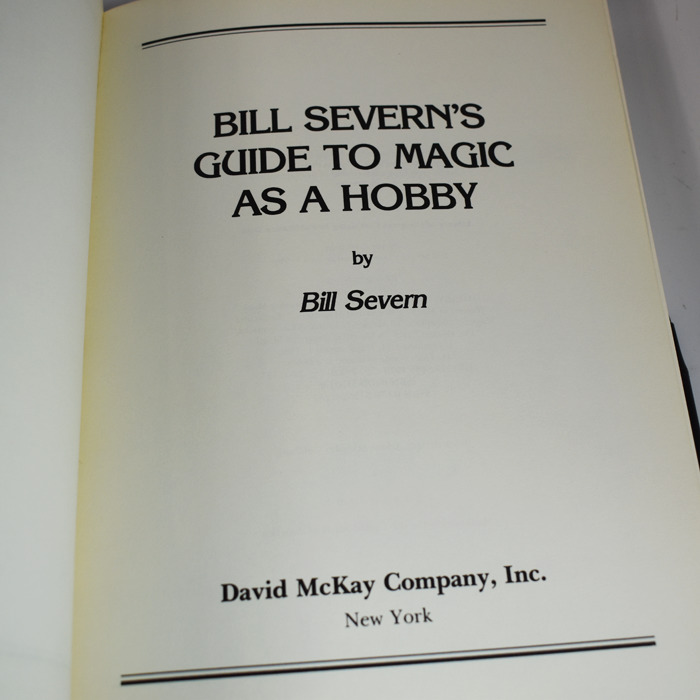 BILL SEVERN'S
GUIDE TO MAGIC
AS A HOBBY
by
Bill Severn
David McKay Company, Inc.
New York